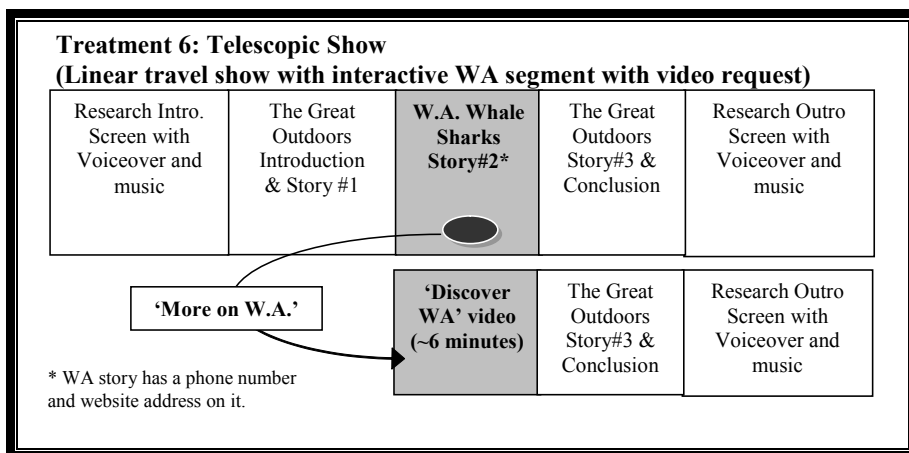 Treatment 6: Telescopic Show
(Linear travel show with interactive WA segment with video request)
Research Intro.
Screen with
Voiceover and
music
The Great
Outdoors
Introduction
& Story #1
W.A. Whale
Sharks
Story#2*
The Great
Outdoors
Story#3 &
Conclusion
Research Outro
Screen with
Voiceover and
music
‘More on W.A.’
‘Discover
WA’ video
(~6 minutes)
The Great
Outdoors
Story#3 &
Conclusion
Research Outro
Screen with
Voiceover and
music
* WA story has a phone number
and website address on it.